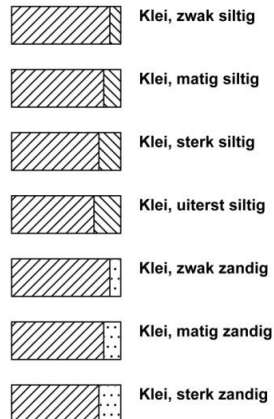 Klei, zwak siltig
Klei, matig siltig
Klei, sterk siltig
Klei, uiterst siltig
Klei, zwak zandig
Klei, matig zandig
Klei, sterk zandig